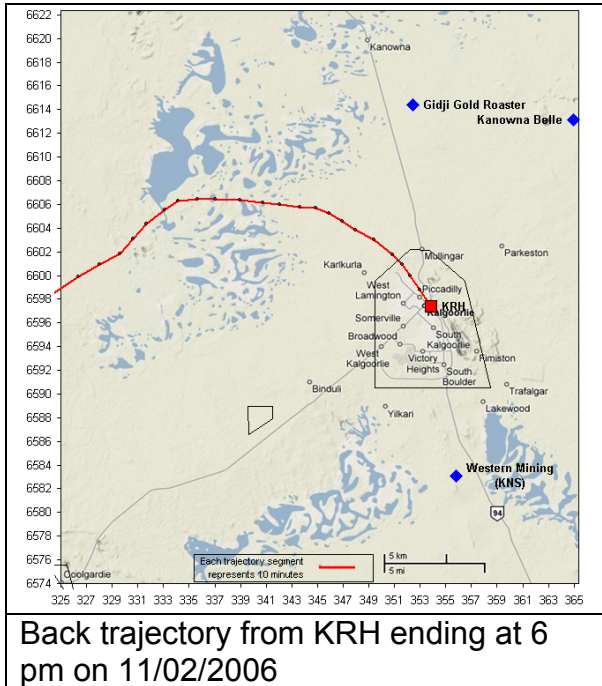 6622
6620
6618
6616
6614
6612
6610
6608
6606
6604
6602
6600
6598
6596
6594
6592
6590
6588
6586
6584
6582
6580
6578
6576
6574
Kanowna
Gidji Gold Roaster
Kanowna Belle
Mullingar
Parkeston
Karlkurla
West
Lamington
Piccadilly
KRH
Kalgoorlie
Somerville
South
Kalgoorlie
Broadwood
West
Kalgoorlie
Victory
Heights
Fimiston
South
Boulder
Binduli
Trafalgar
Yilkari
Lakewood
Western Mining
(KNS)
94
Coolgardie
Each trajectory segment
represents 10 minutes
5 km
5 mi
325 327 329 331 333 335 337 339 341 343 345 347 349 351 353 355 357 359 361 363 365
Back trajectory from KRH ending at 6
pm on 11/02/2006